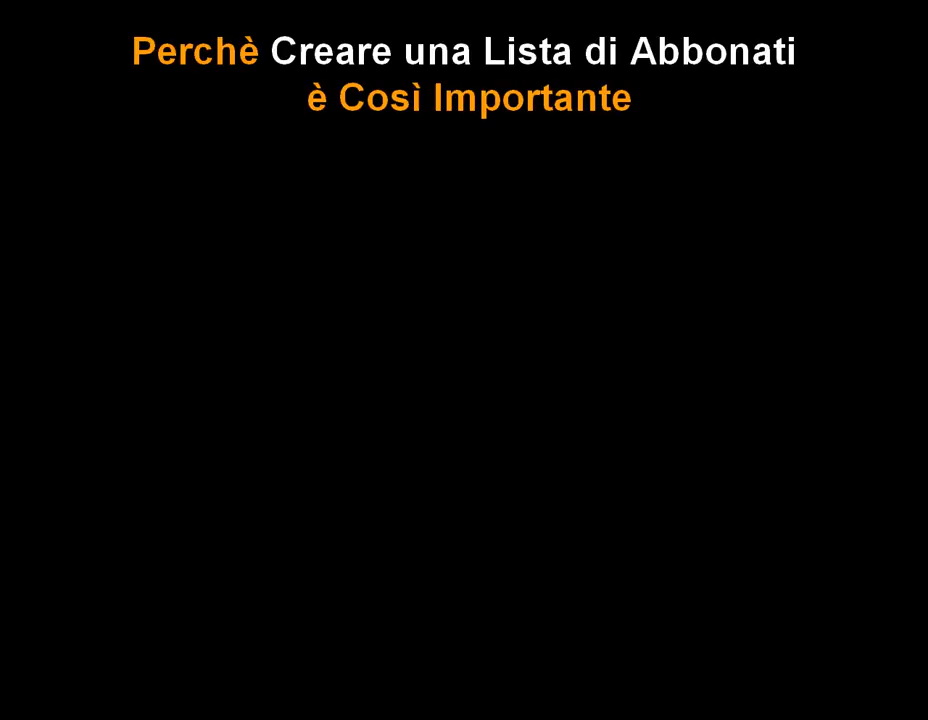 Perchè Creare una Lista di Abbonati
è Così Importante